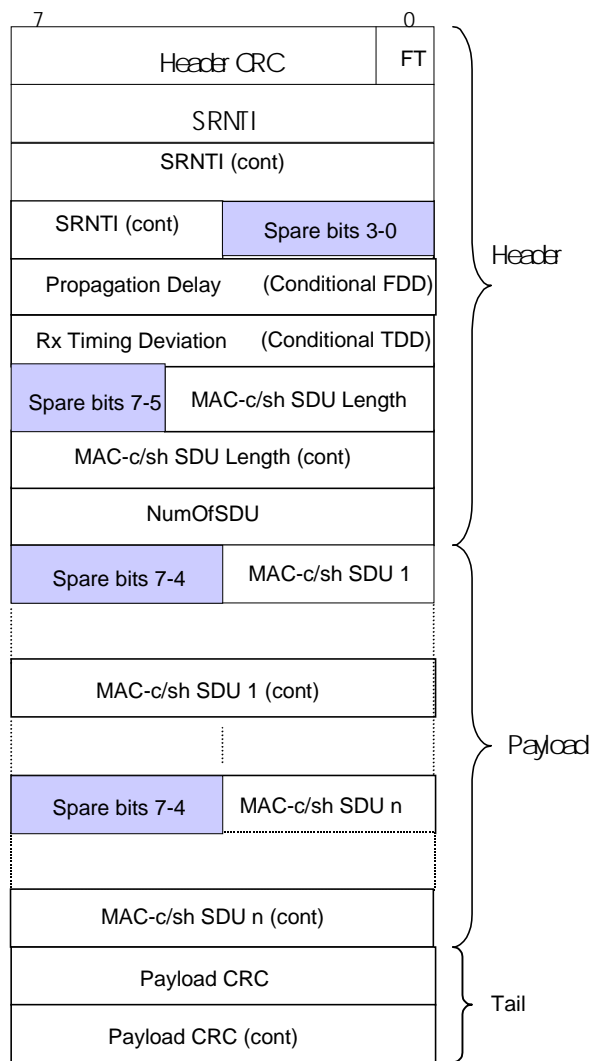 7 0
Header CRC FT
SRNTI
SRNTI (cont)
SRNTI (cont) Spare bits 3-0
Propagation Delay (Conditional FDD)
Rx Timing Deviation (Conditional TDD)
Spare bits 7-5 MAC-c/sh SDU Length
MAC-c/sh SDU Length (cont)
NumOfSDU
Header
Spare bits 7-4 MAC-c/sh SDU 1
MAC-c/sh SDU 1 (cont)
Spare bits 7-4 MAC-c/sh SDU n
MAC-c/sh SDU n (cont)
Payload
Payload CRC
Payload CRC (cont)
Tail